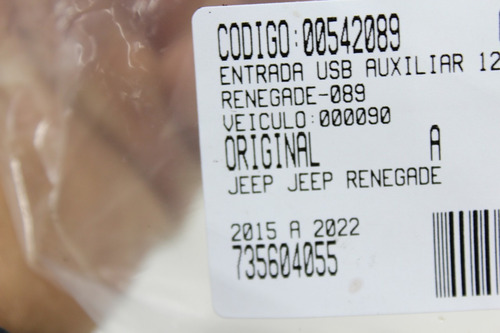 CODIGO:00542089
ENTRADA USB AUXILIAR 12
RENEGADE-089
VEICULO:000090
ORIGINAL A
JEEP JEEP RENEGADE
2015 A 2022
735604055